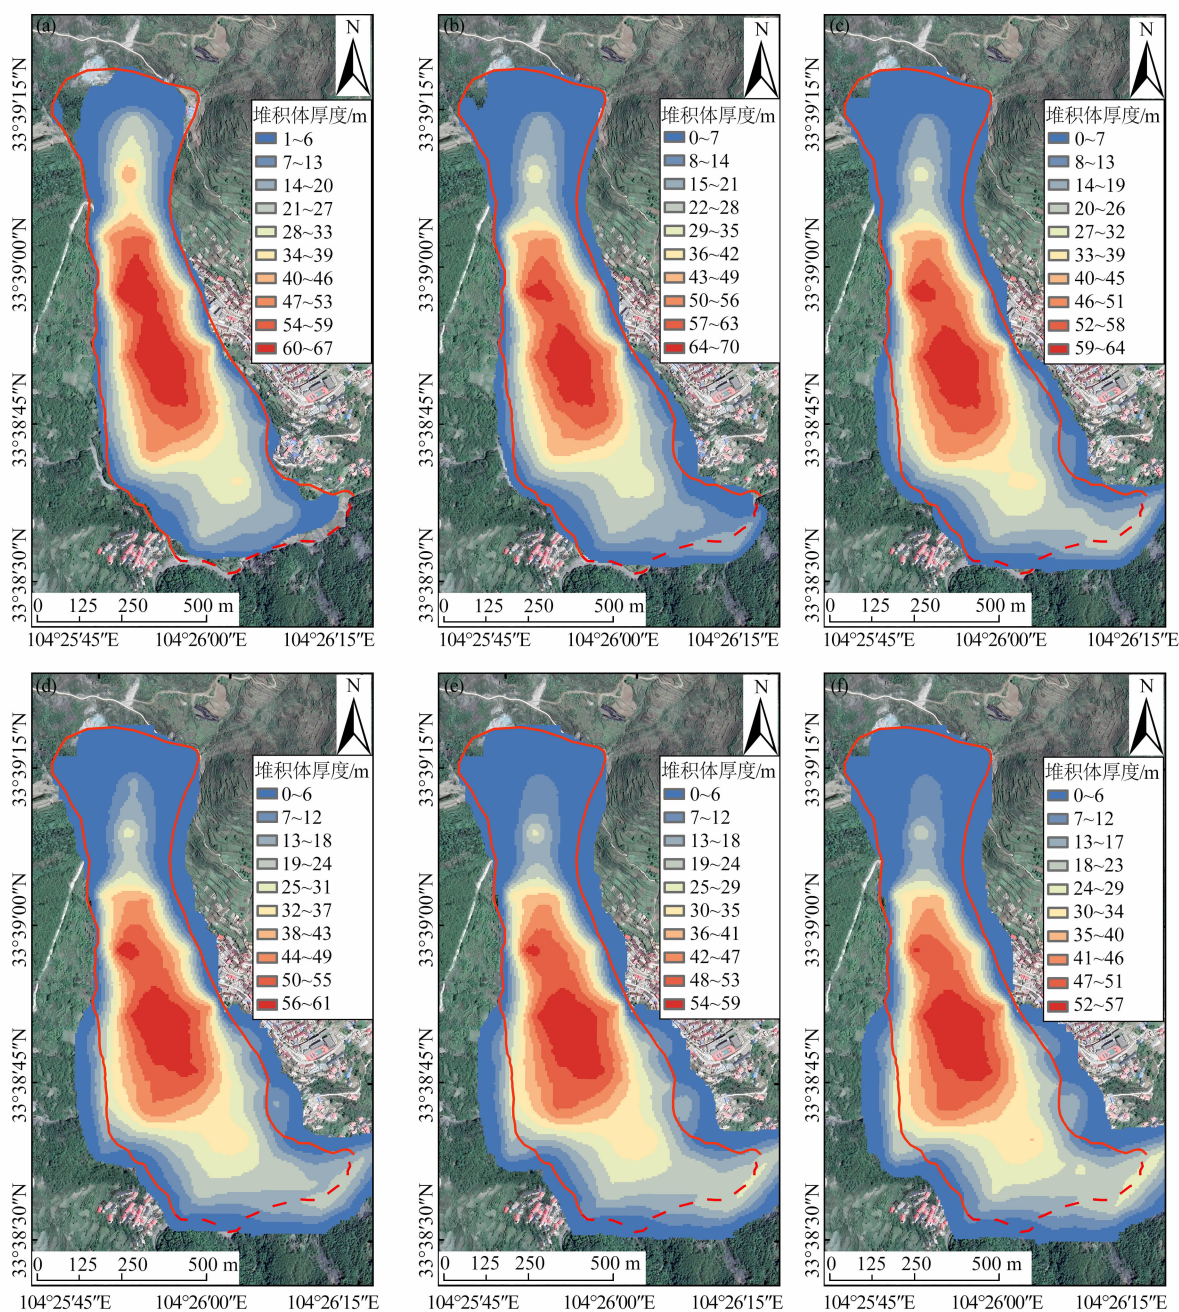 (a)
N
堆积体厚度/m
1~6
7~13
14~20
21~27
28~33
34~39
40~46
47~53
54~59
60~67
33°39′15″N
33°39′00″N
33°38′45″N
33°38′30″N
0 125 250 500 m
104°25′45″E 104°26′00″E 104°26′15″E
(b)
N
堆积体厚度/m
0~7
8~14
15~21
22~28
29~35
36~42
43~49
50~56
57~63
64~70
33°39′15″N
33°39′00″N
33°38′45″N
33°38′30″N
0 125 250 500 m
104°25′45″E 104°26′00″E 104°26′15″E
(c)
N
堆积体厚度/m
0~7
8~13
14~19
20~26
27~32
33~39
40~45
46~51
52~58
59~64
33°39′15″N
33°39′00″N
33°38′45″N
33°38′30″N
0 125 250 500 m
104°25′45″E 104°26′00″E 104°26′15″E
(d)
N
堆积体厚度/m
0~6
7~12
13~18
19~24
25~31
32~37
38~43
44~49
50~55
56~61
33°39′15″N
33°39′00″N
33°38′45″N
33°38′30″N
0 125 250 500 m
104°25′45″E 104°26′00″E 104°26′15″E
(e)
N
堆积体厚度/m
0~6
7~12
13~18
19~24
25~29
30~35
36~41
42~47
48~53
54~59
33°39′15″N
33°39′00″N
33°38′45″N
33°38′30″N
0 125 250 500 m
104°25′45″E 104°26′00″E 104°26′15″E
(f)
N
堆积体厚度/m
0~6
7~12
13~17
18~23
24~29
30~34
35~40
41~46
47~51
52~57
33°39′15″N
33°39′00″N
33°38′45″N
33°38′30″N
0 125 250 500 m
104°25′45″E 104°26′00″E 104°26′15″E